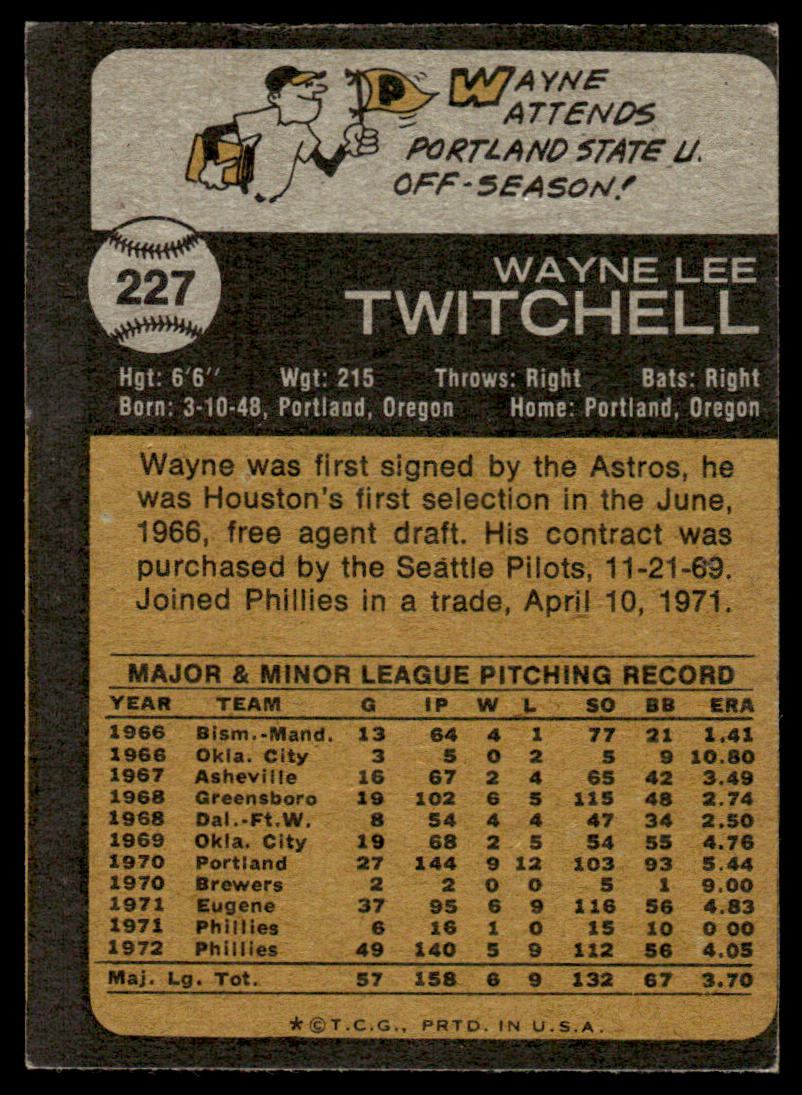 P WAYNE
ATTENDS
PORTLAND STATE U.
OFF-SEASON!
227
WAYNE LEE
TWITCHELL
Hgt: 6'6" Wgt: 215 Throws: Right Bats: Right
Born: 3-10-48, Portland, Oregon Home: Portland, Oregon
Wayne was first signed by the Astros, he
was Houston's first selection in the June,
1966, free agent draft. His contract was
purchased by the Seattle Pilots, 11-21-69.
Joined Phillies in a trade, April 10, 1971.
MAJOR & MINOR LEAGUE PITCHING RECORD
YEAR TEAM G IP W L SO BB ERA
1966 Bism.-Mand. 13 64 4 1 77 21 1.41
1966 Okla. City 3 5 0 2 5 9 10.80
1967 Asheville 16 67 2 4 65 42 3.49
1968 Greensboro 19 102 6 5 115 48 2.74
1968 Dal.-Ft.W. 8 54 4 4 47 34 2.50
1969 Okla. City 19 68 2 5 54 55 4.76
1970 Portland 27 144 9 12 103 93 5.44
1970 Brewers 2 2 0 0 5 1 9.00
1971 Eugene 37 95 6 9 116 56 4.83
1971 Phillies 6 16 1 0 15 10 0 00
1972 Phillies 49 140 5 9 112 56 4.05
Maj. Lg. Tot. 57 158 6 9 132 67 3.70
*©T.C.G., PRTD. IN U.S.A.